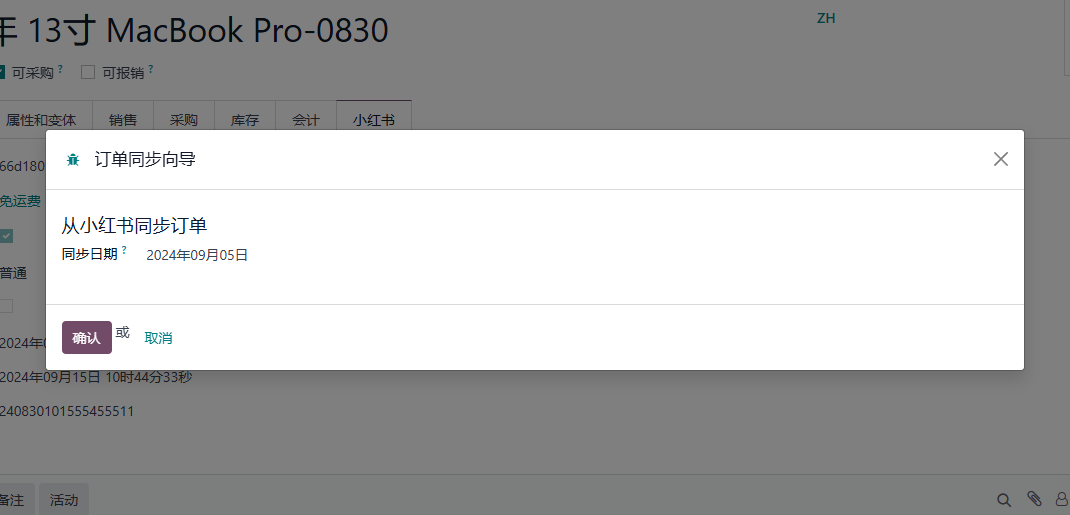 年 13寸 MacBook Pro-0830
ZH
可采购 ? 可报销 ?
属性和变体 销售 采购 库存 会计 小红书
66d180
订单同步向导
免运费
从小红书同步订单
同步日期 ? 2024年09月05日
普通
确认 或 取消
2024年0
2024年09月15日 10时44分33秒
240830101555455511
备注 活动